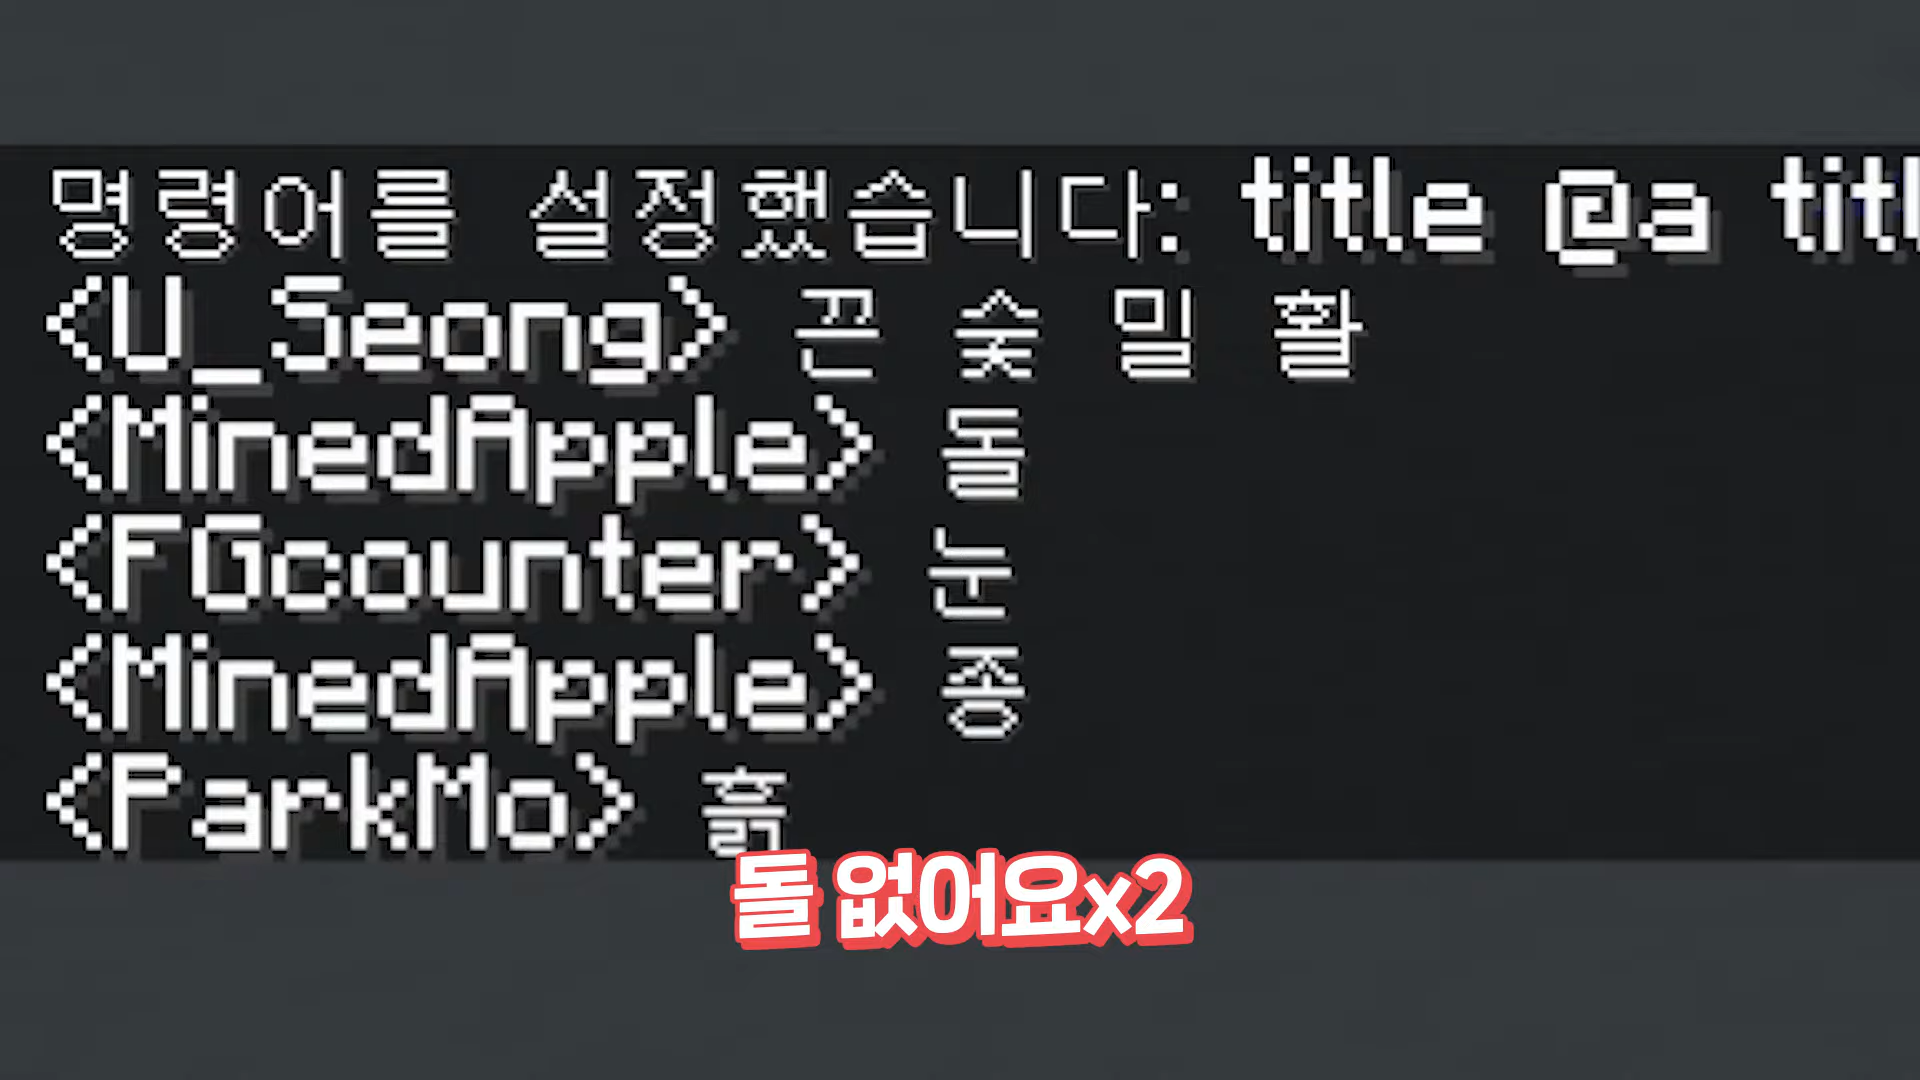 명령어를 설정했습니다: title @a titl
<U_Seong> 끈 숯 밀 활
<MinedApple> 돌
<FGcounter> 눈
<MinedApple> 종
<ParkMo> 흙
돌 없어요x2